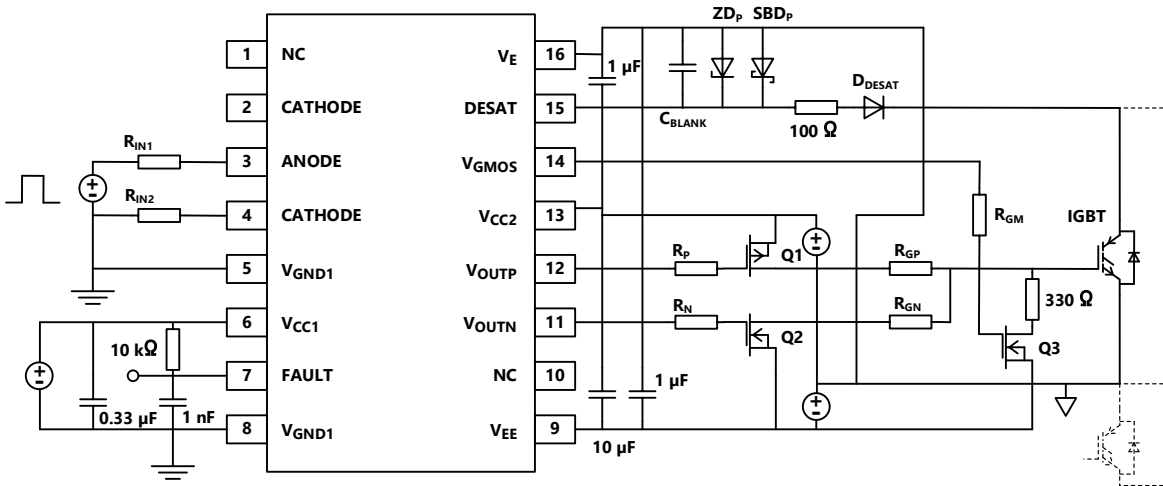 ZDP SBDP
1 NC
2 CATHODE
3 ANODE
4 CATHODE
5 VGND1
6 VCC1
7 FAULT
8 VGND1
VE 16
DESAT 15
VGMOS 14
VCC2 13
VOUTP 12
VOUTN 11
NC 10
VEE 9
RIN1
RIN2
10 kΩ
0.33 µF
1 nF
1 µF
CBLANK
100 Ω
DDESAT
RGM
IGBT
RP
Q1
RGP
RN
Q2
RGN
330 Ω
Q3
1 µF
10 µF